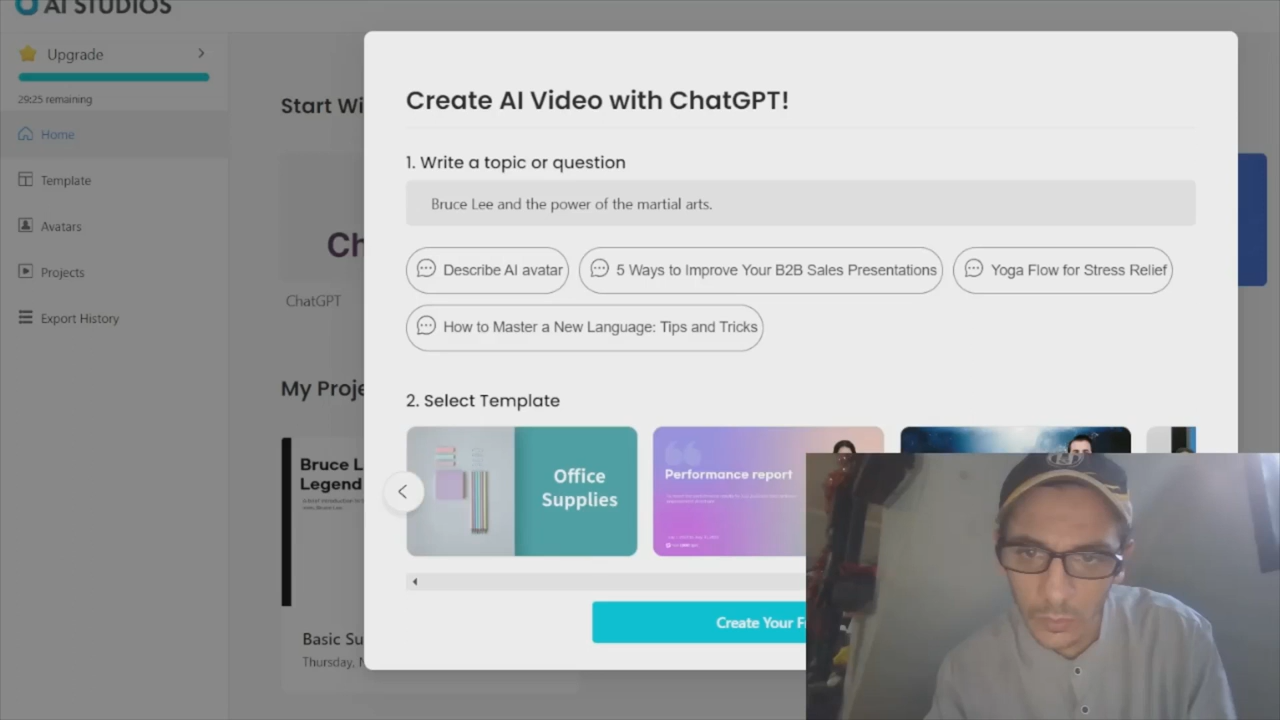 AI STUDIOS
Upgrade
29:25 remaining
Home
Template
Avatars
Projects
Export History
Start Wi
Ch
ChatGPT
My Proje
Bruce L
Legend
Basic Su
Thursday,
Create AI Video with ChatGPT!
1. Write a topic or question
Bruce Lee and the power of the martial arts.
Describe AI avatar
5 Ways to Improve Your B2B Sales Presentations
Yoga Flow for Stress Relief
How to Master a New Language: Tips and Tricks
2. Select Template
Office
Supplies
Performance report
Create Your Fi